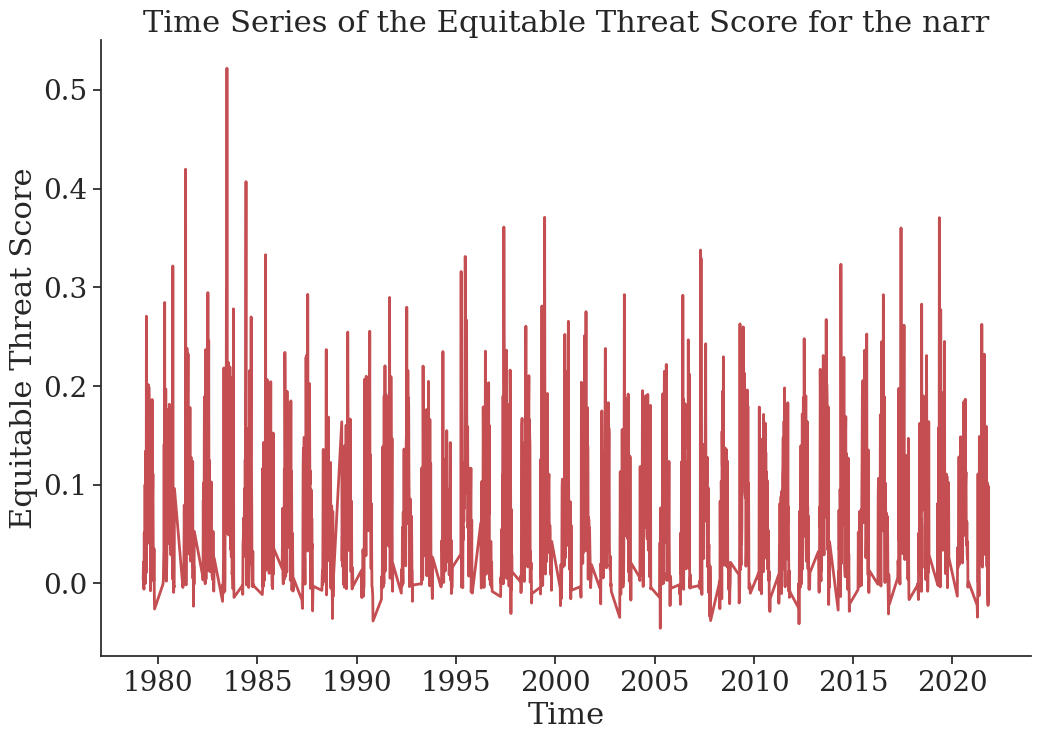 Time Series of the Equitable Threat Score for the narr
Equitable Threat Score
0.5
0.4
0.3
0.2
0.1
0.0
1980 1985 1990 1995 2000 2005 2010 2015 2020
Time